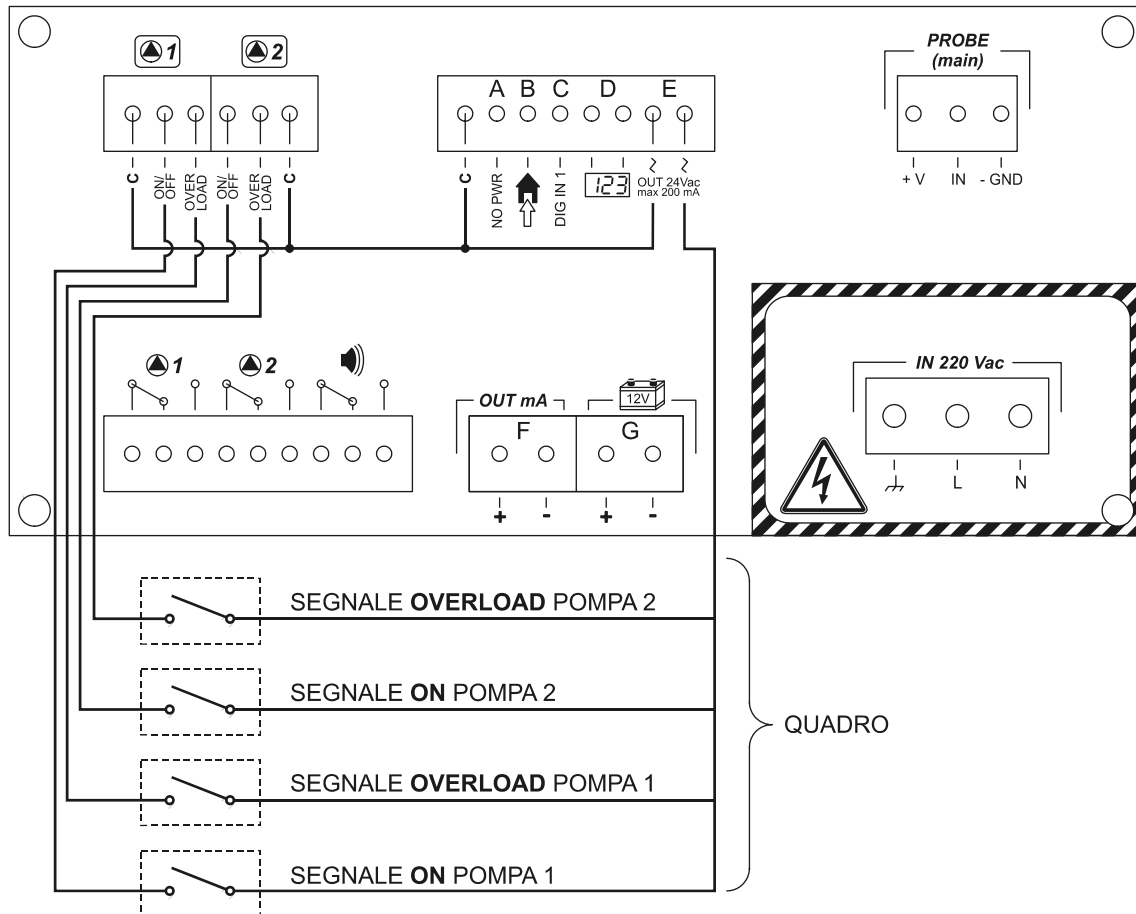 1 2
PROBE
(main)
A B C D E
C ON/OFF OVER LOAD ON/OFF OVER LOAD C
C NO PWR DIG IN 1 123 OUT 24Vac
max 200 mA
+ V IN - GND
1 2
IN 220 Vac
OUT mA 12V
F G
L N
+ - + -
SEGNALE OVERLOAD POMPA 2
SEGNALE ON POMPA 2
QUADRO
SEGNALE OVERLOAD POMPA 1
SEGNALE ON POMPA 1